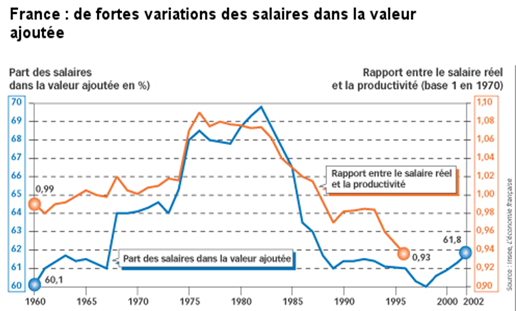 France : de fortes variations des salaires dans la valeur
ajoutée
Part des salaires
dans la valeur ajoutée en %)
Rapport entre le salaire réel
et la productivité (base 1 en 1970)
70
69
68
67
66
65
64
63
62
61
60
1,10
1,08
1,06
1,04
1,02
1,00
0,98
0,96
0,94
0,92
0,90
0,99
60,1
Rapport entre le salaire réel
et la productivité
Part des salaires dans la valeur ajoutée
61,8
0,93
1960 1965 1970 1975 1980 1985 1990 1995 2000 2002
Source : Insee, L'économie française